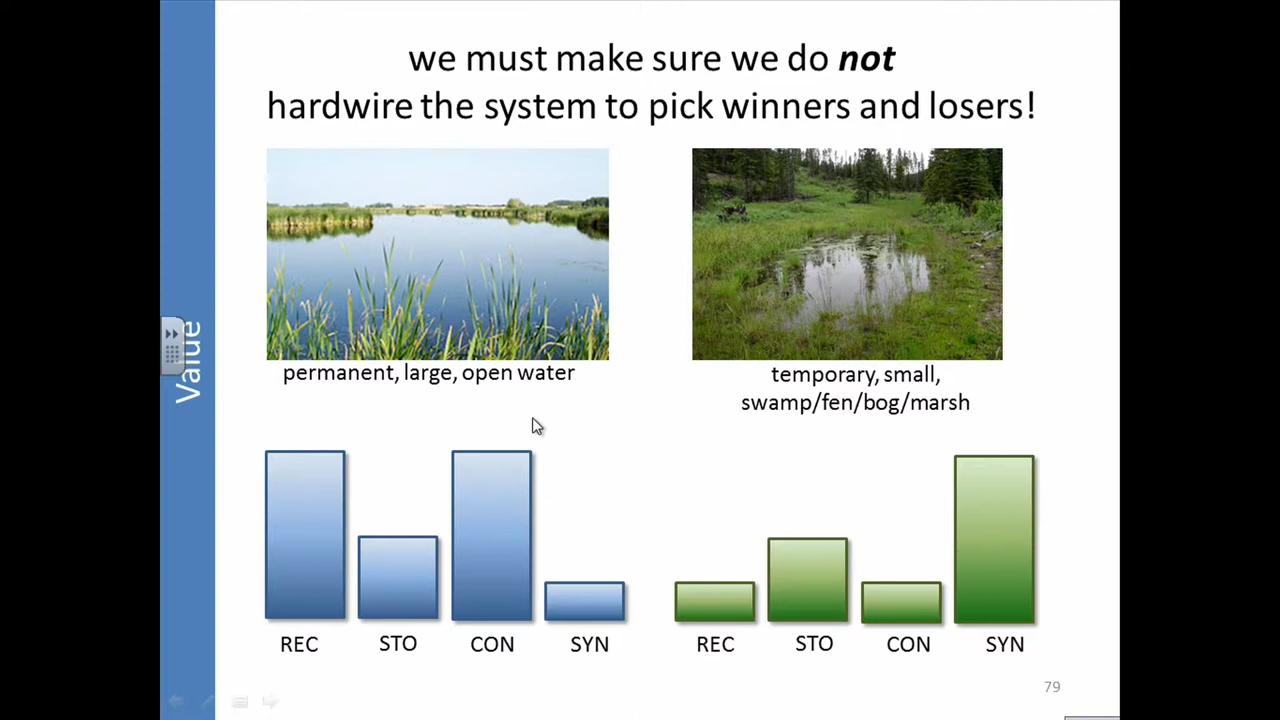 we must make sure we do not
hardwire the system to pick winners and losers!
Value
permanent, large, open water
temporary, small,
swamp/fen/bog/marsh
REC
STO
CON
SYN
REC
STO
CON
SYN
79